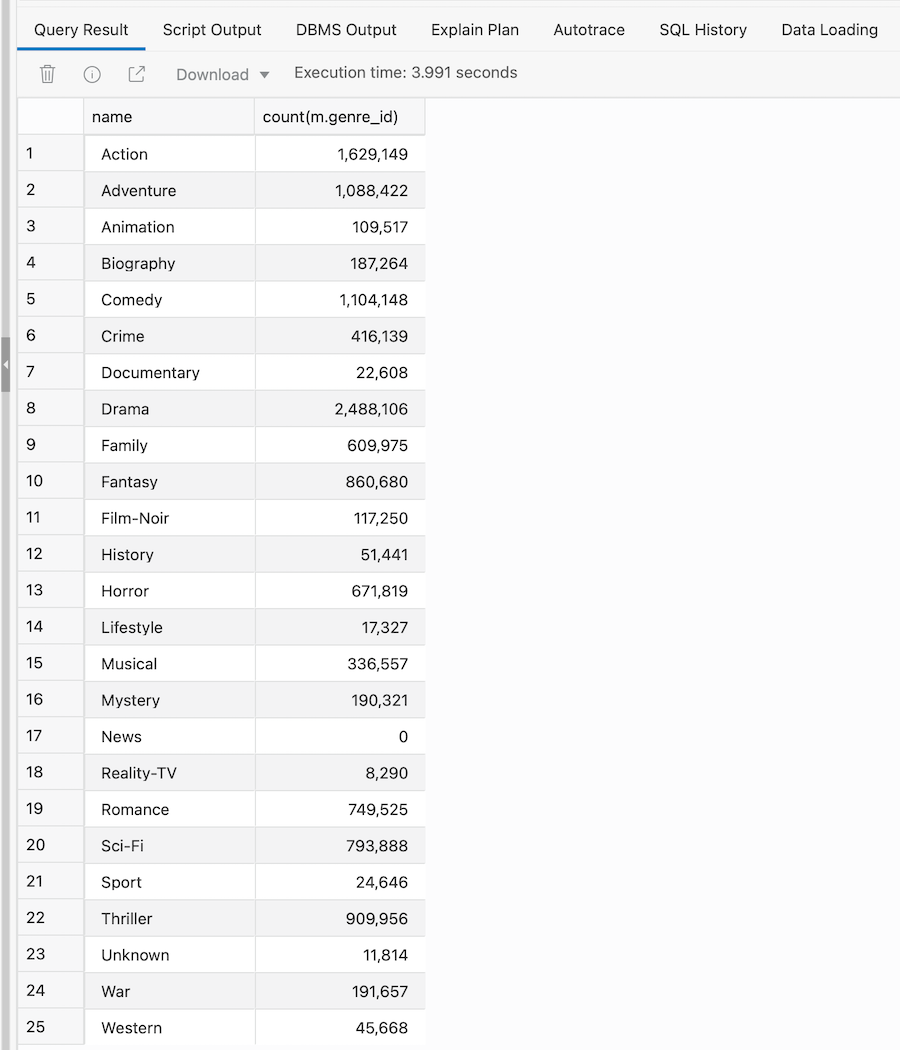 Query Result Script Output DBMS Output Explain Plan Autotrace SQL History Data Loading
Download Execution time: 3.991 seconds
name count(m.genre_id)
1 Action 1,629,149
2 Adventure 1,088,422
3 Animation 109,517
4 Biography 187,264
5 Comedy 1,104,148
6 Crime 416,139
7 Documentary 22,608
8 Drama 2,488,106
9 Family 609,975
10 Fantasy 860,680
11 Film-Noir 117,250
12 History 51,441
13 Horror 671,819
14 Lifestyle 17,327
15 Musical 336,557
16 Mystery 190,321
17 News 0
18 Reality-TV 8,290
19 Romance 749,525
20 Sci-Fi 793,888
21 Sport 24,646
22 Thriller 909,956
23 Unknown 11,814
24 War 191,657
25 Western 45,668